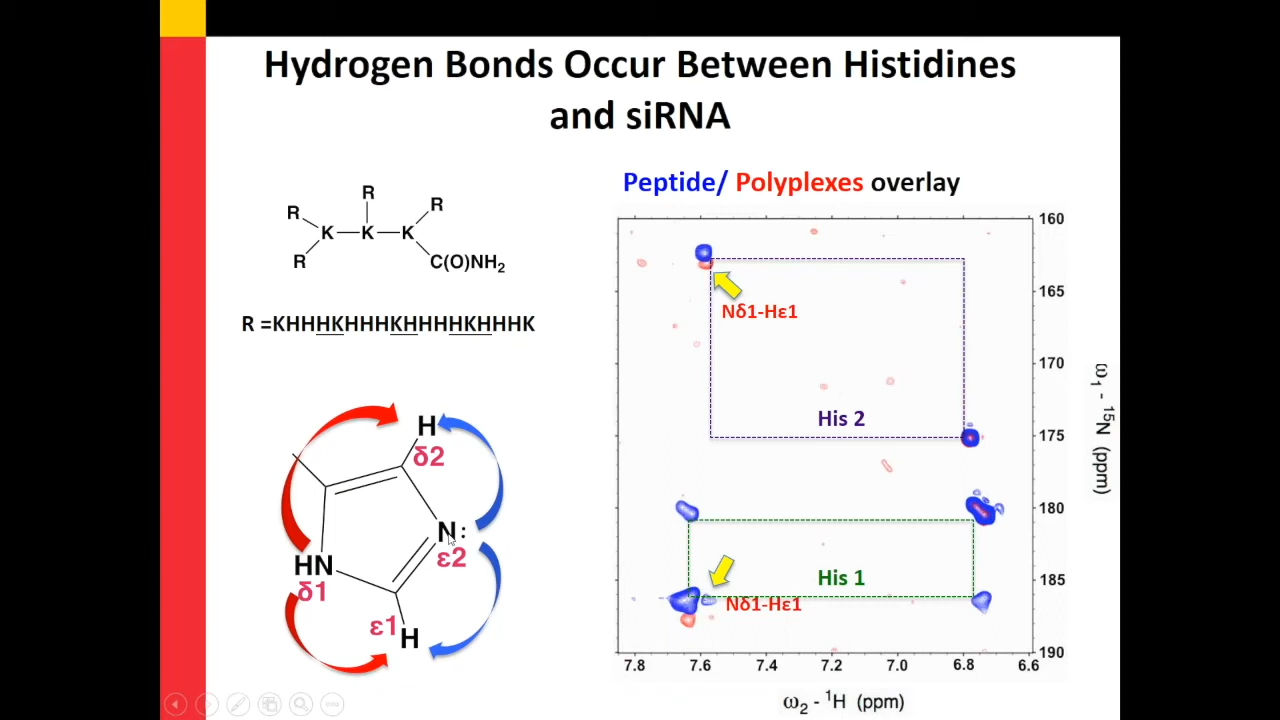 Hydrogen Bonds Occur Between Histidines
and siRNA
R
R
R
K
K
K
R
C(O)NH₂
R =KHHHKHHHKHHHHKHHHK
H
δ2
N:
ε2
HN
δ1
ε1
H
Peptide/ Polyplexes overlay
Nδ1-Hε1
His 2
His 1
Nδ1-Hε1
160
165
170
175
180
185
190
7.8
7.6
7.4
7.2
7.0
6.8
6.6
ω₁ - ¹⁵N (ppm)
ω₂ - ¹H (ppm)